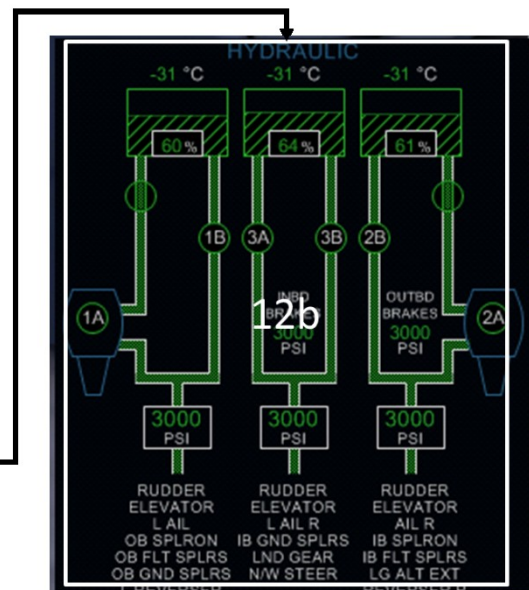 HYDRAULIC
-31 °C
-31 °C
-31 °C
60 %
64 %
61 %
1B
3A
3B
2B
1A
INBD
BRAKES
3000
PSI
12b
OUTBD
BRAKES
3000
PSI
2A
3000
PSI
3000
PSI
3000
PSI
RUDDER
ELEVATOR
L AIL
OB SPLRON
OB FLT SPLRS
OB GND SPLRS
RUDDER
ELEVATOR
L AIL R
IB GND SPLRS
LND GEAR
N/W STEER
RUDDER
ELEVATOR
AIL R
IB SPLRON
IB FLT SPLRS
LG ALT EXT